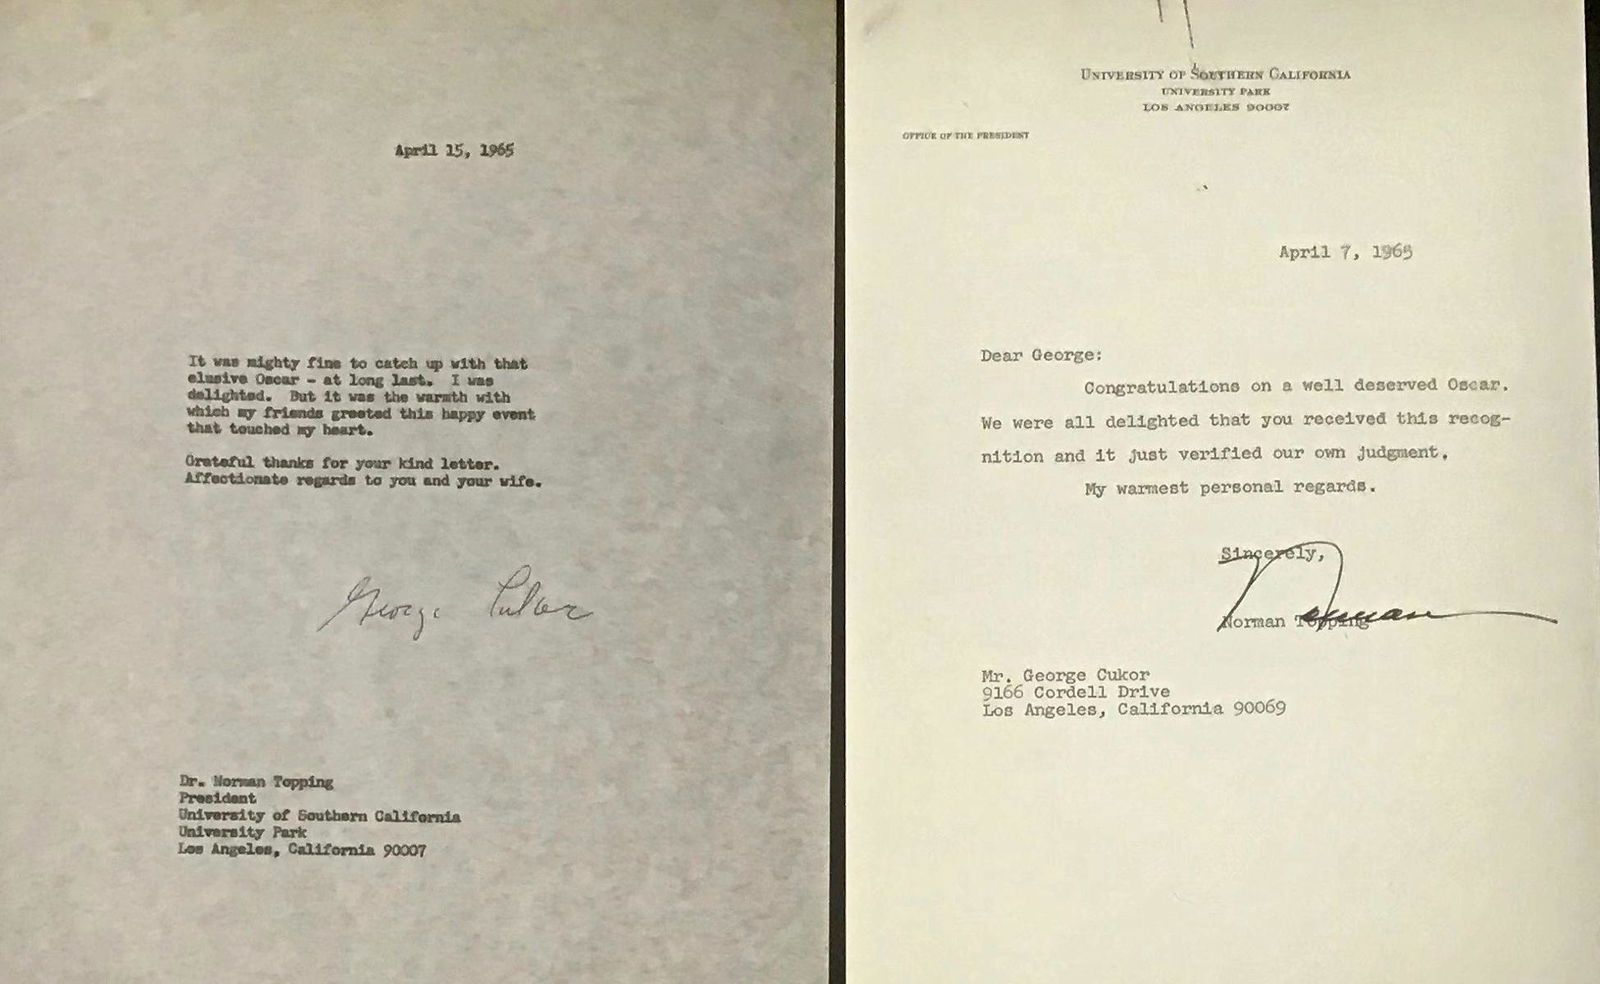 April 15, 1965
It was mighty fine to catch up with that
elusive Oscar - at long last. I was
delighted. But it was the warmth with
which my friends greeted this happy event
that touched my heart.
Grateful thanks for your kind letter.
Affectionate regards to you and your wife.
George Cukor
Dr. Norman Topping
President
University of Southern California
University Park
Los Angeles, California 90007
UNIVERSITY OF SOUTHERN CALIFORNIA
UNIVERSITY PARK
LOS ANGELES 90007
OFFICE OF THE PRESIDENT
April 7, 1965
Dear George:
Congratulations on a well deserved Oscar.
We were all delighted that you received this recog-
nition and it just verified our own judgment.
My warmest personal regards.
Sincerely,
Norman
Norman Topping
Mr. George Cukor
9166 Cordell Drive
Los Angeles, California 90069